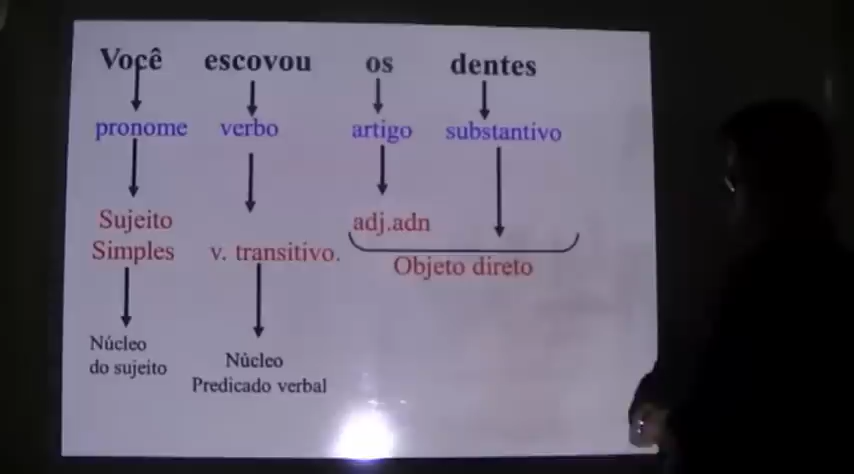 Você escovou os dentes
pronome verbo artigo substantivo
Sujeito
Simples
v. transitivo.
adj.adn
Objeto direto
Núcleo
do sujeito
Núcleo
Predicado verbal